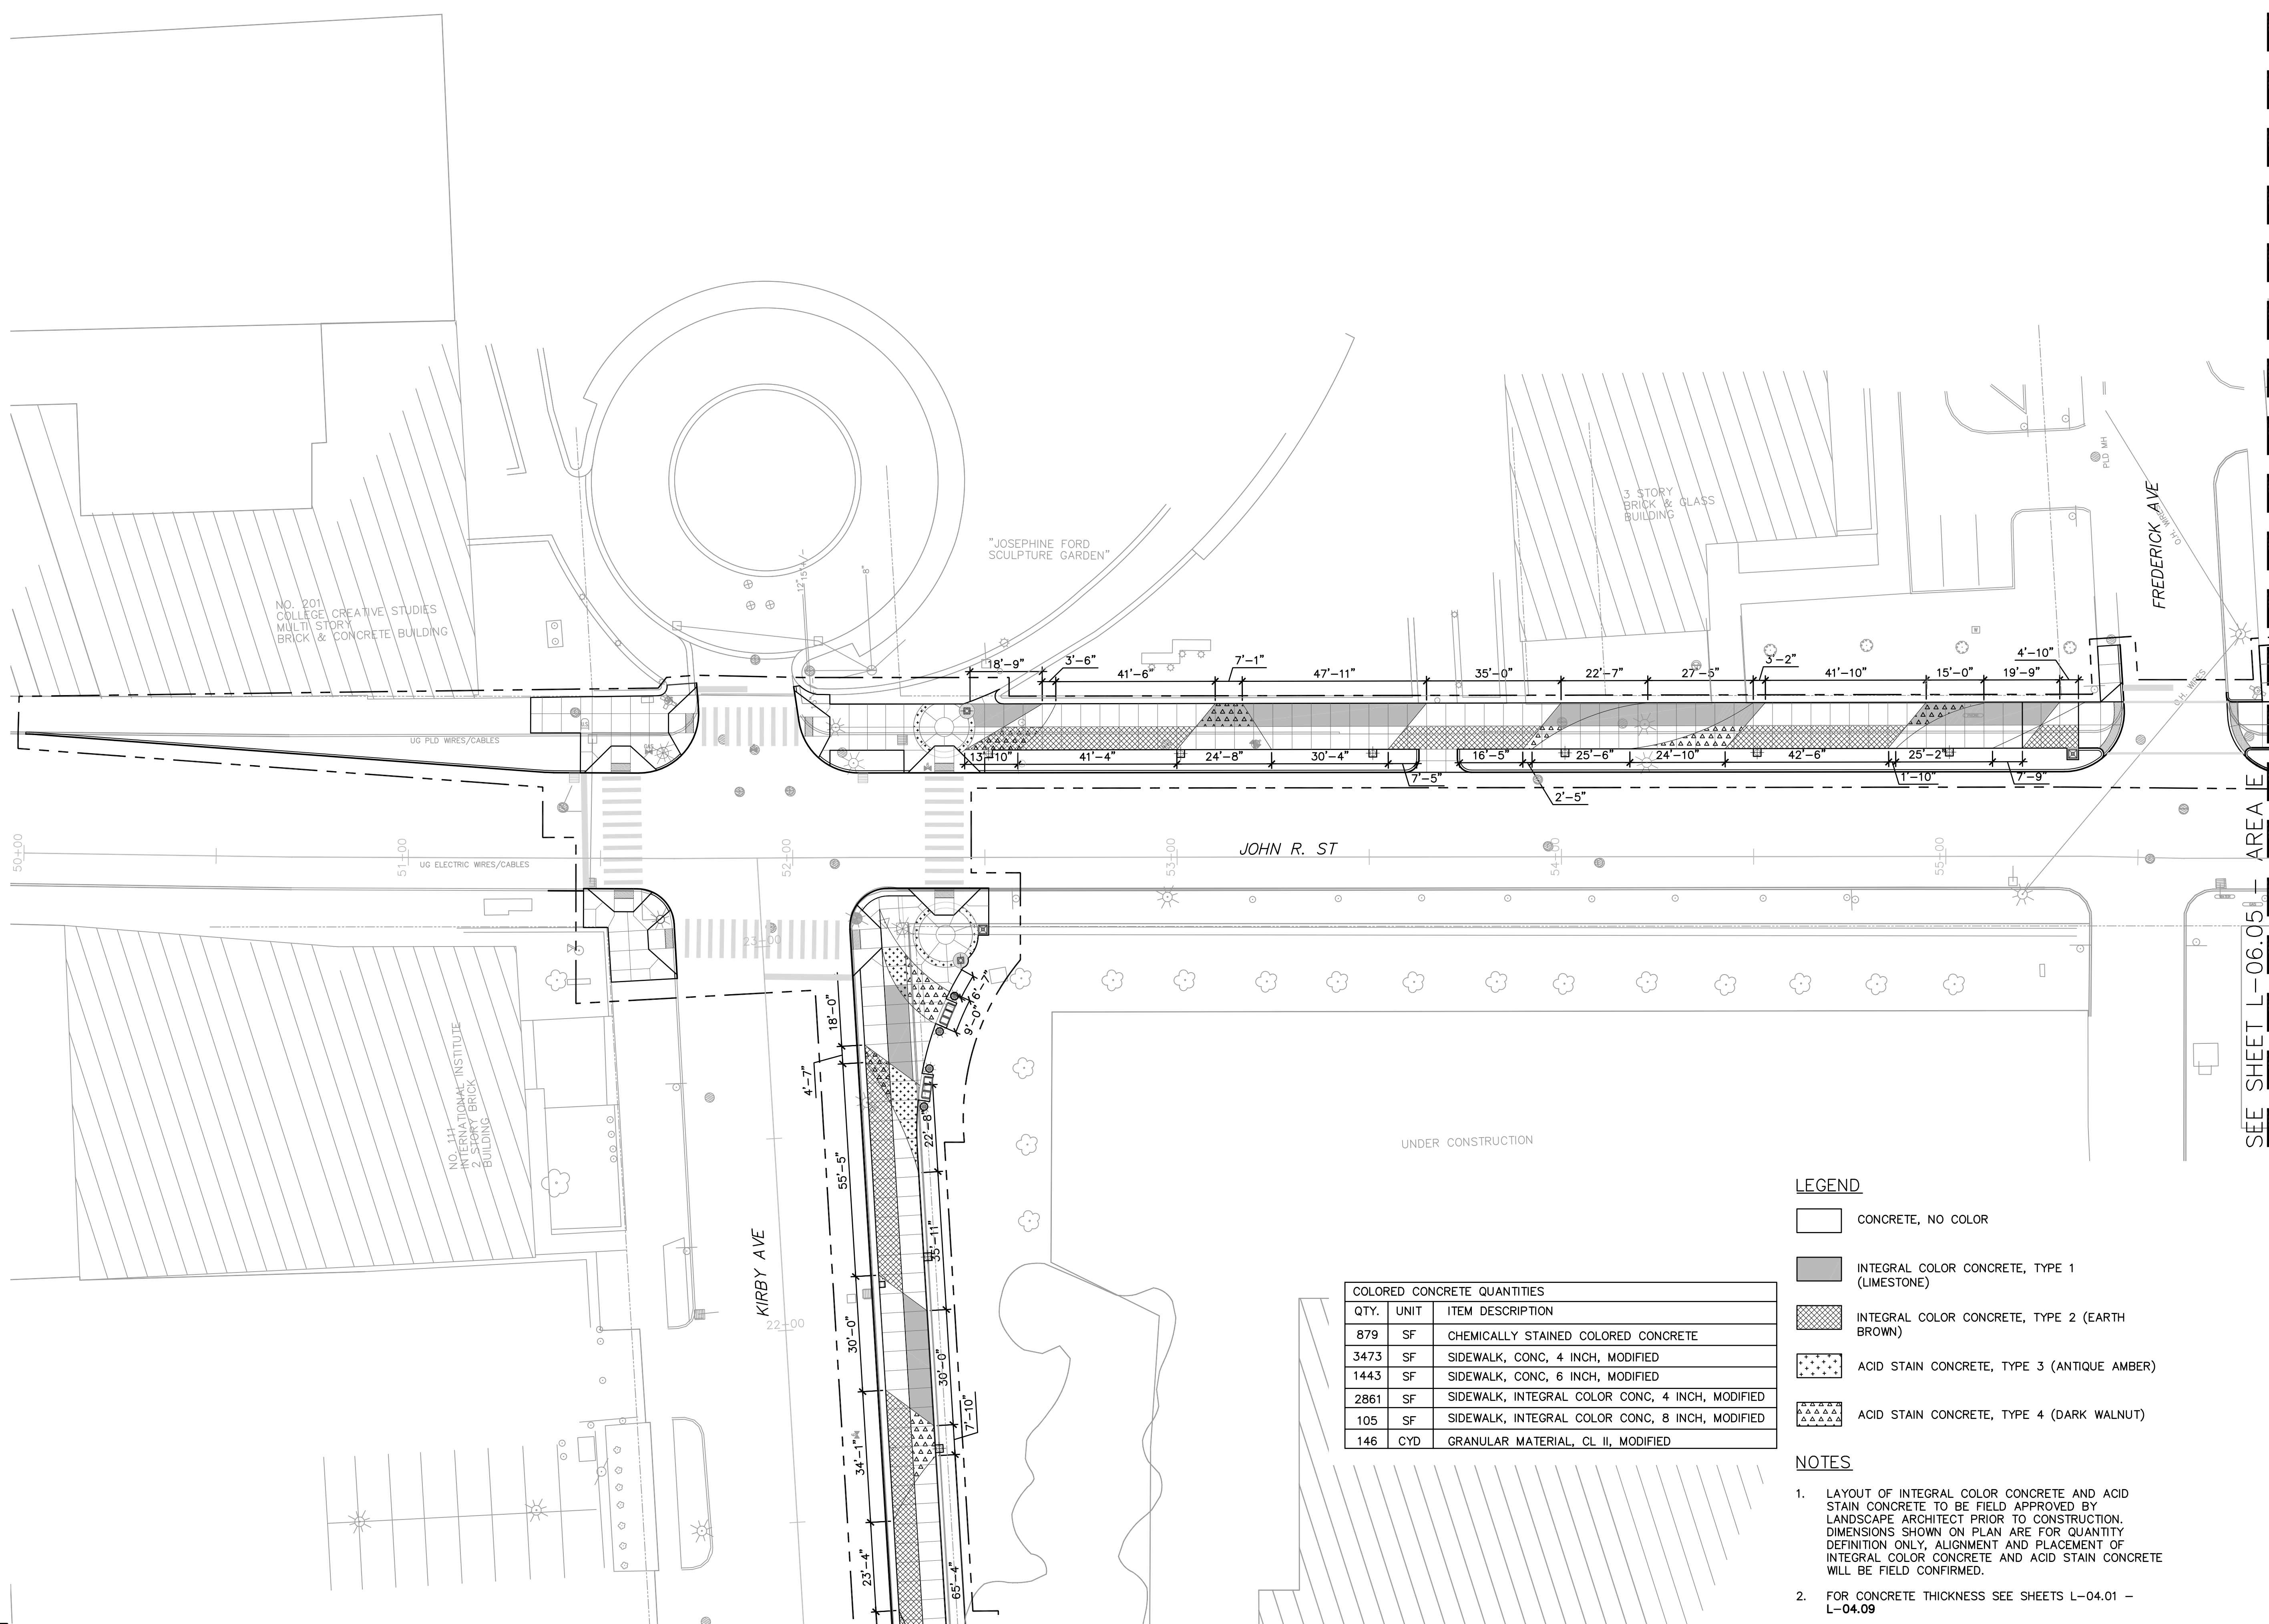 NO. 201
COLLEGE CREATIVE STUDIES
MULTI STORY
BRICK & CONCRETE BUILDING
"JOSEPHINE FORD
SCULPTURE GARDEN"
12"
15'+/-
8"
3 STORY
BRICK & GLASS
BUILDING
PLD MH
FREDERICK AVE
O.H. WIRES
O.H. WIRES
18'-9"
3'-6"
41'-6"
7'-1"
47'-11"
35'-0"
22'-7"
27'-5"
3'-2"
41'-10"
15'-0"
19'-9"
4'-10"
UG PLD WIRES/CABLES
GAS
13'-10"
41'-4"
24'-8"
30'-4"
7'-5"
16'-5"
2'-5"
25'-6"
24'-10"
42'-6"
1'-10"
25'-2"
7'-9"
50+00
51-00
52-00
53-00
54-00
55-00
UG ELECTRIC WIRES/CABLES
JOHN R. ST
SEE SHEET L-06.05 - AREA E
23-00
22-00
KIRBY AVE
NO. 111
INTERNATIONAL INSTITUTE
2 STORY BRICK
BUILDING
18'-0"
4'-7"
55'-5"
30'-0"
34'-1"
23'-4"
6'-7"
9'-0"
22'-8"
35'-11"
30'-0"
7'-10"
65'-4"
UNDER CONSTRUCTION
COLORED CONCRETE QUANTITIES
QTY. UNIT ITEM DESCRIPTION
879 SF CHEMICALLY STAINED COLORED CONCRETE
3473 SF SIDEWALK, CONC, 4 INCH, MODIFIED
1443 SF SIDEWALK, CONC, 6 INCH, MODIFIED
2861 SF SIDEWALK, INTEGRAL COLOR CONC, 4 INCH, MODIFIED
105 SF SIDEWALK, INTEGRAL COLOR CONC, 8 INCH, MODIFIED
146 CYD GRANULAR MATERIAL, CL II, MODIFIED
LEGEND
CONCRETE, NO COLOR
INTEGRAL COLOR CONCRETE, TYPE 1
(LIMESTONE)
INTEGRAL COLOR CONCRETE, TYPE 2 (EARTH
BROWN)
ACID STAIN CONCRETE, TYPE 3 (ANTIQUE AMBER)
ACID STAIN CONCRETE, TYPE 4 (DARK WALNUT)
NOTES
1. LAYOUT OF INTEGRAL COLOR CONCRETE AND ACID
STAIN CONCRETE TO BE FIELD APPROVED BY
LANDSCAPE ARCHITECT PRIOR TO CONSTRUCTION.
DIMENSIONS SHOWN ON PLAN ARE FOR QUANTITY
DEFINITION ONLY, ALIGNMENT AND PLACEMENT OF
INTEGRAL COLOR CONCRETE AND ACID STAIN CONCRETE
WILL BE FIELD CONFIRMED.
2. FOR CONCRETE THICKNESS SEE SHEETS L-04.01 -
L-04.09